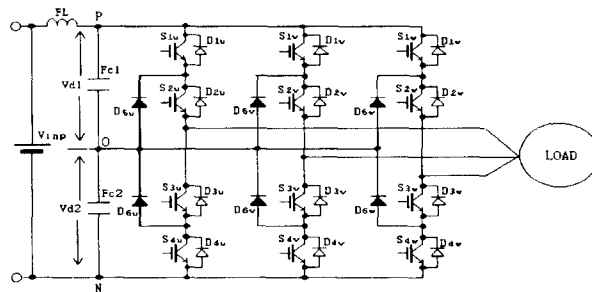 FL P
S1u D1u S1v D1v S1w D1w
Fc1
Vd1
S2u D2u S2v D2v S2w D2w
D5u D5v D5w
Vinp O
LOAD
Fc2
Vd2
S3u D3u S3v D3v S3w D3w
D6u D6v D6w
S4u D4u S4v D4v S4w D4w
N